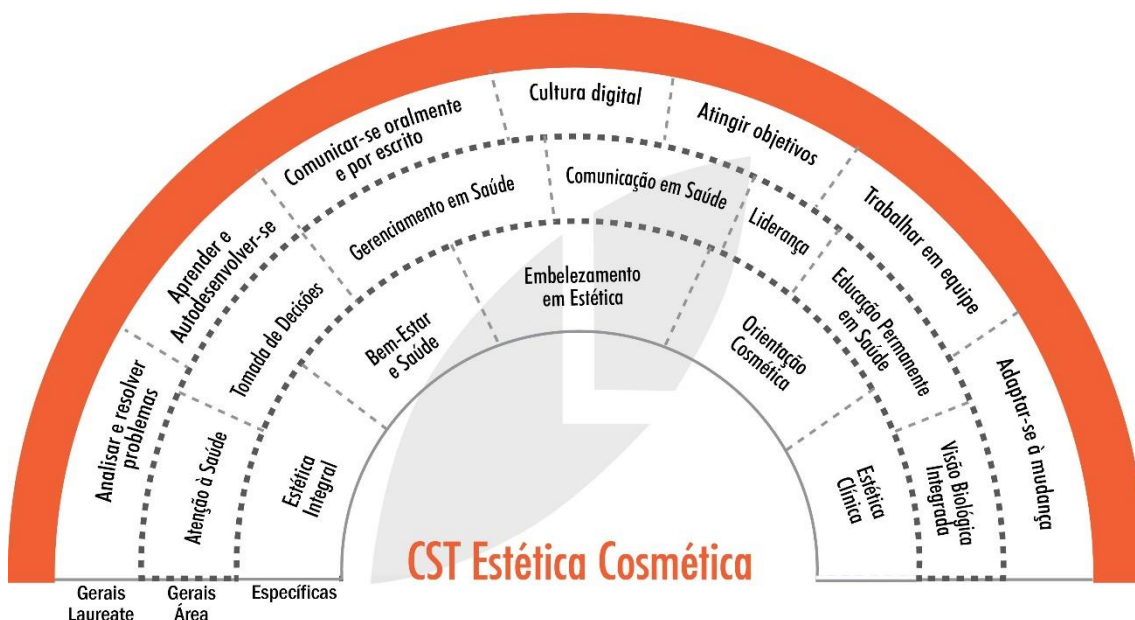 Analisar e resolver
problemas
Aprender e
Autodesenvolver-se
Comunicar-se oralmente
e por escrito
Cultura digital
Atingir objetivos
Trabalhar em equipe
Adaptar-se à mudança
Atenção à Saúde
Tomada de Decisões
Gerenciamento em Saúde
Comunicação em Saúde
Liderança
Educação Permanente
em Saúde
Visão Biológica
Integrada
Estética
Integral
Bem-Estar
e Saúde
Embelezamento
em Estética
Orientação
Cosmética
Estética
Clínica
CST Estética Cosmética
Gerais
Laureate
Gerais
Área
Específicas